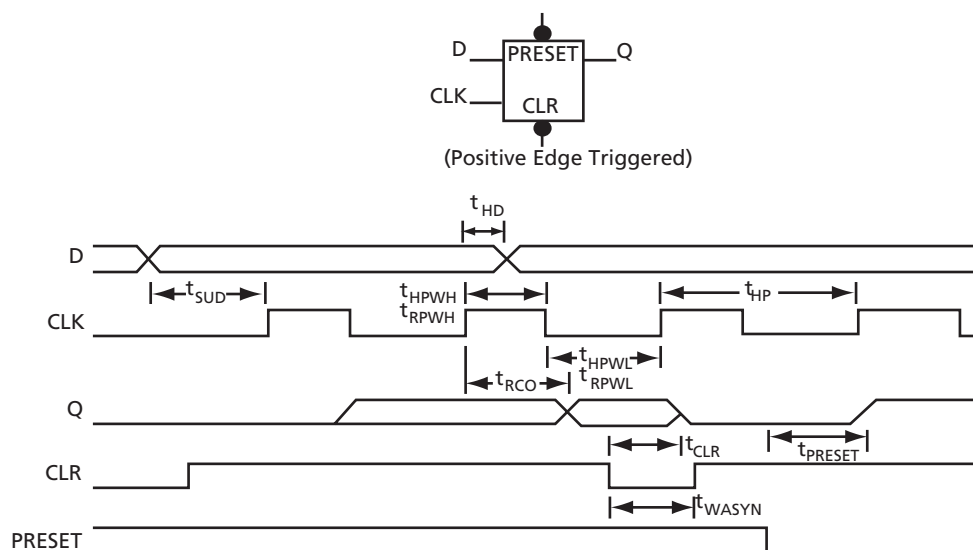 PRESET
D
Q
CLK
CLR
(Positive Edge Triggered)
tHD
D
tSUD
tHPWH
tRPWH
tHP
CLK
tHPWL
tRPWL
tRCO
Q
tCLR
tPRESET
CLR
tWASYN
PRESET